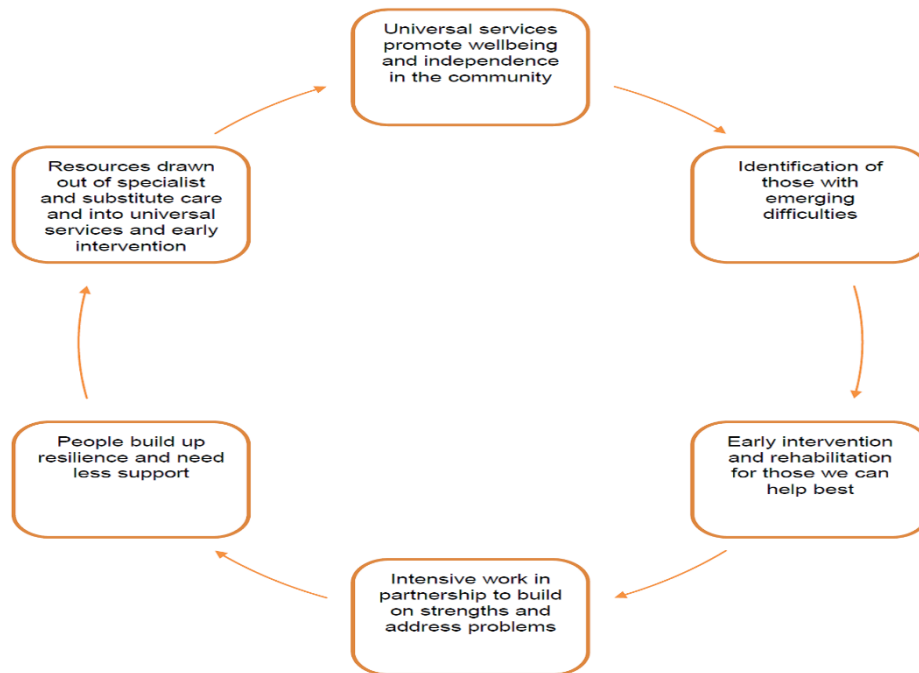 Universal services
promote wellbeing
and independence
in the community
Identification of
those with
emerging
difficulties
Early intervention
and rehabilitation
for those we can
help best
Intensive work in
partnership to build
on strengths and
address problems
People build up
resilience and need
less support
Resources drawn
out of specialist
and substitute care
and into universal
services and early
intervention